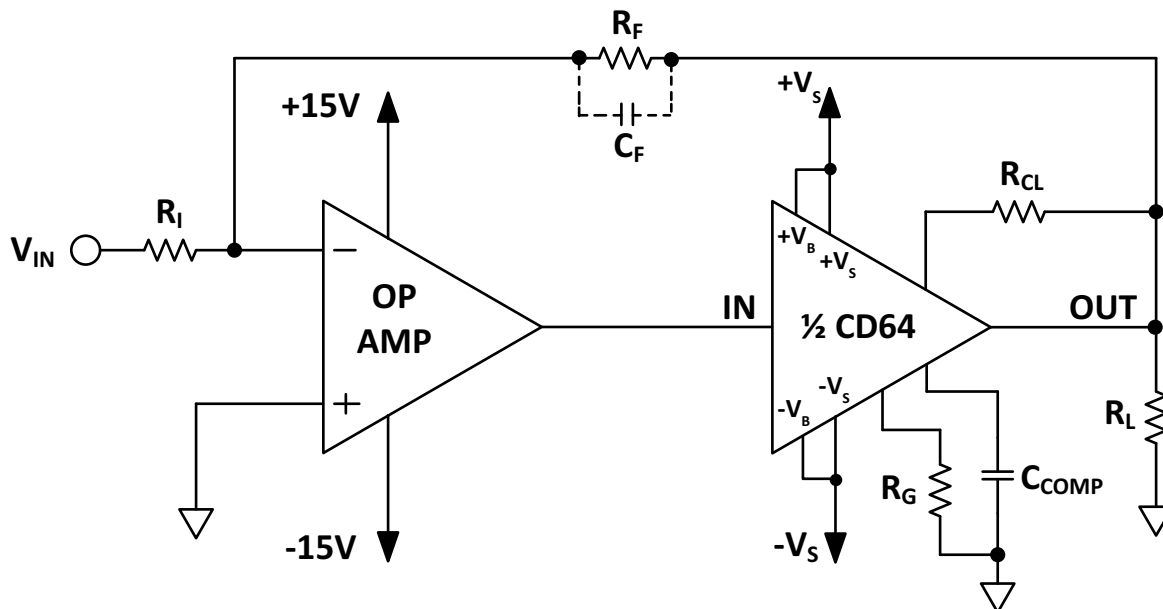 R_F
+15V
C_F
+V_S
R_CL
R_I
V_IN
−
+V_B
+V_S
OP
AMP
IN
½ CD64
OUT
+
-V_S
-V_B
R_L
R_G
C_COMP
-15V
-V_S